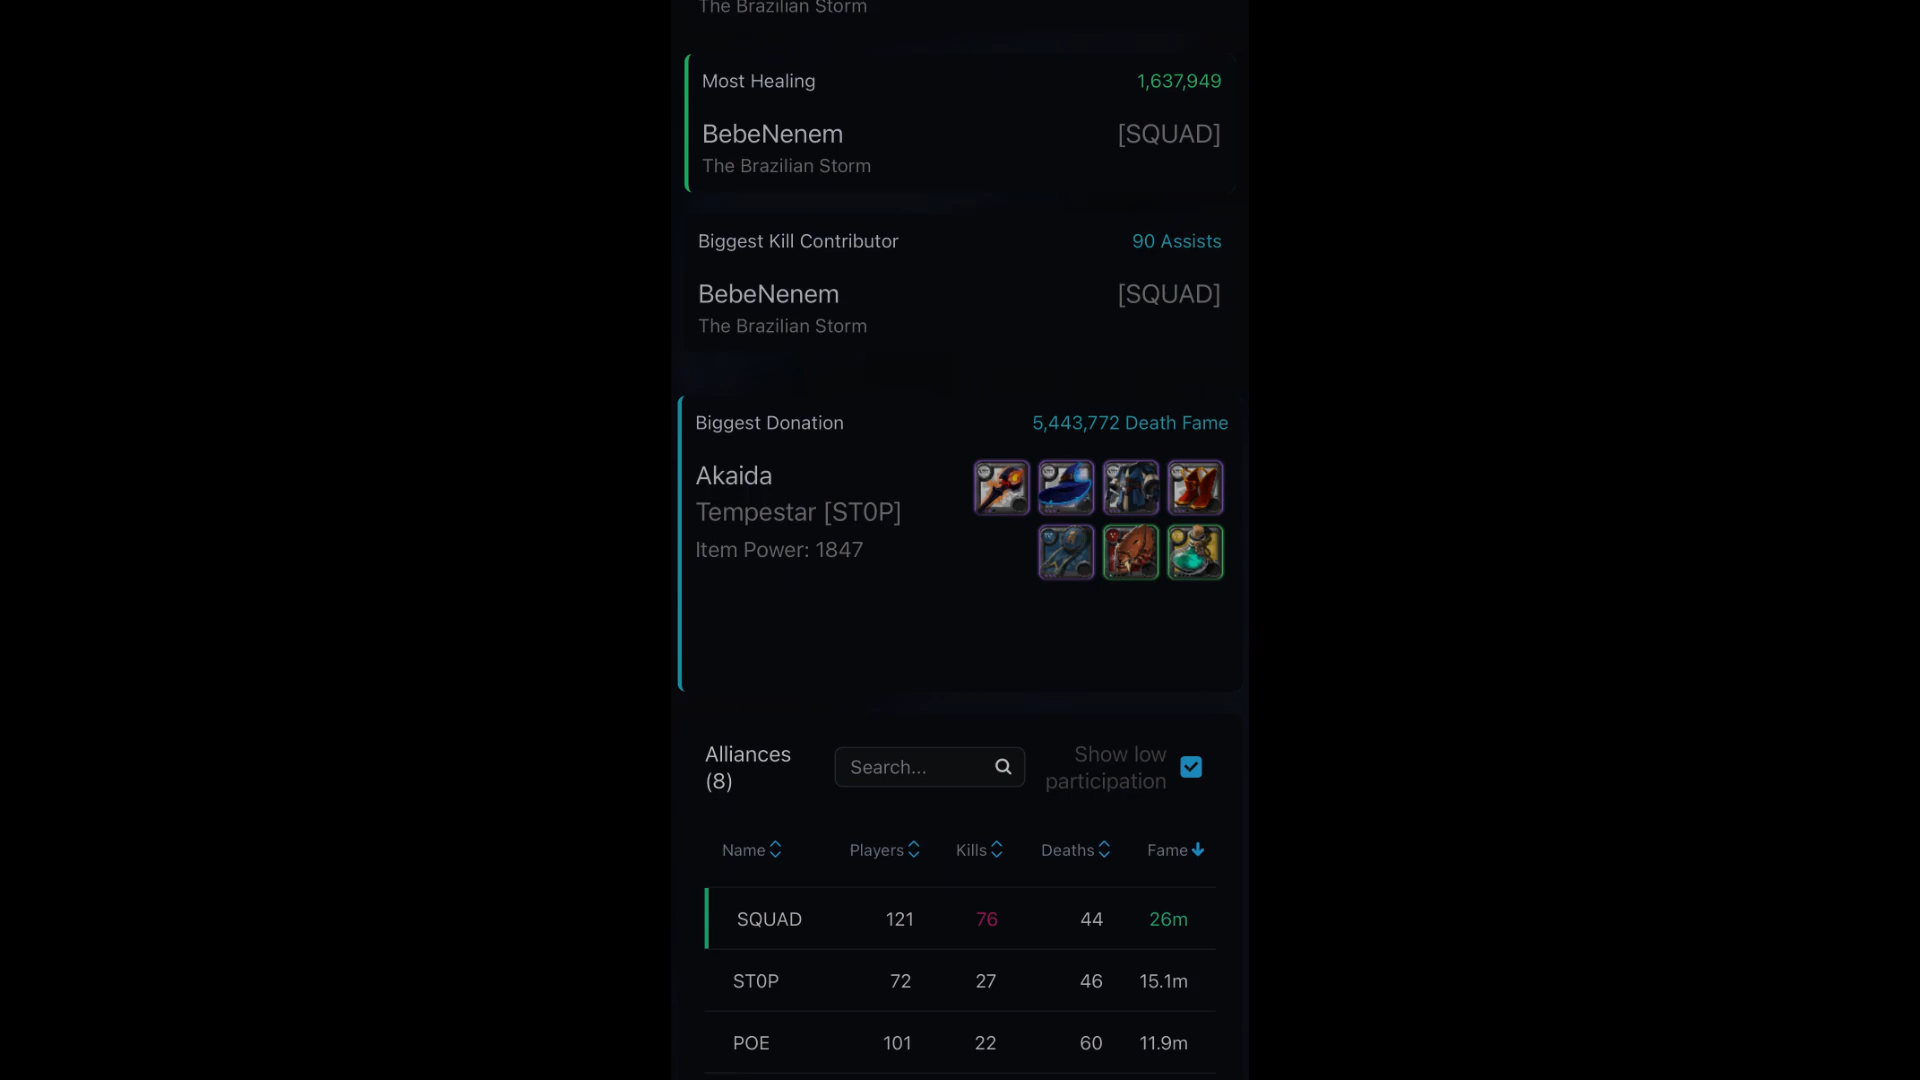 The Brazilian Storm
Most Healing 1,637,949
BebeNenem [SQUAD]
The Brazilian Storm
Biggest Kill Contributor 90 Assists
BebeNenem [SQUAD]
The Brazilian Storm
Biggest Donation 5,443,772 Death Fame
Akaida
Tempestar [ST0P]
Item Power: 1847
Alliances
(8)
Search...
Show low
participation
Name Players Kills Deaths Fame
SQUAD 121 76 44 26m
ST0P 72 27 46 15.1m
POE 101 22 60 11.9m